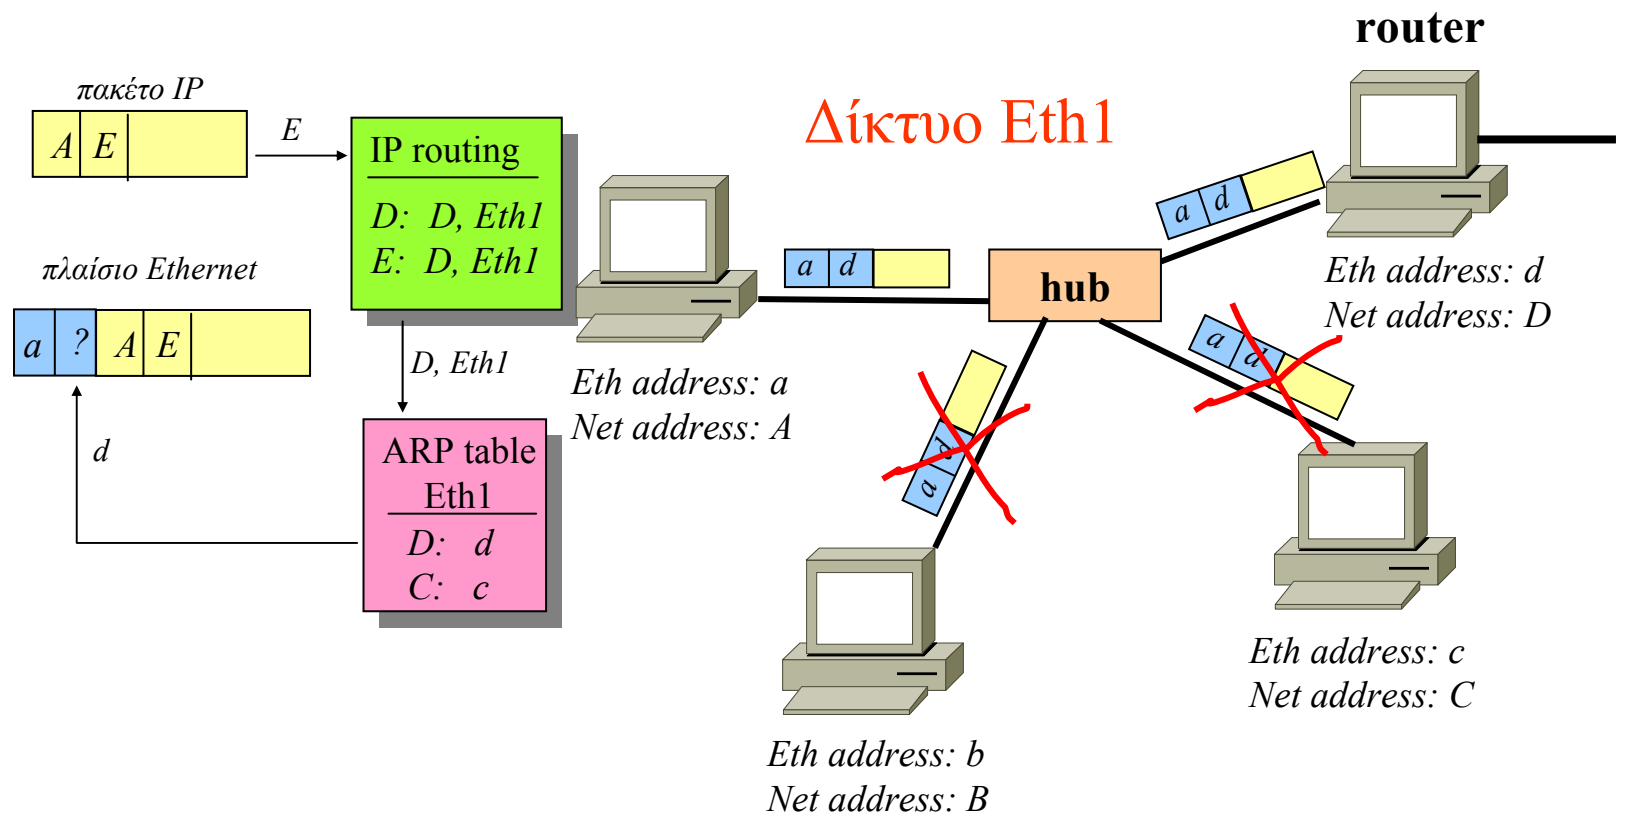 router
πακέτο IP
A E
E
IP routing
D: D, Eth1
E: D, Eth1
Δίκτυο Eth1
a d
a d
hub
Eth address: d
Net address: D
πλαίσιο Ethernet
a ? A E
D, Eth1
Eth address: a
Net address: A
a d
a d
d
ARP table
Eth1
D: d
C: c
Eth address: c
Net address: C
Eth address: b
Net address: B